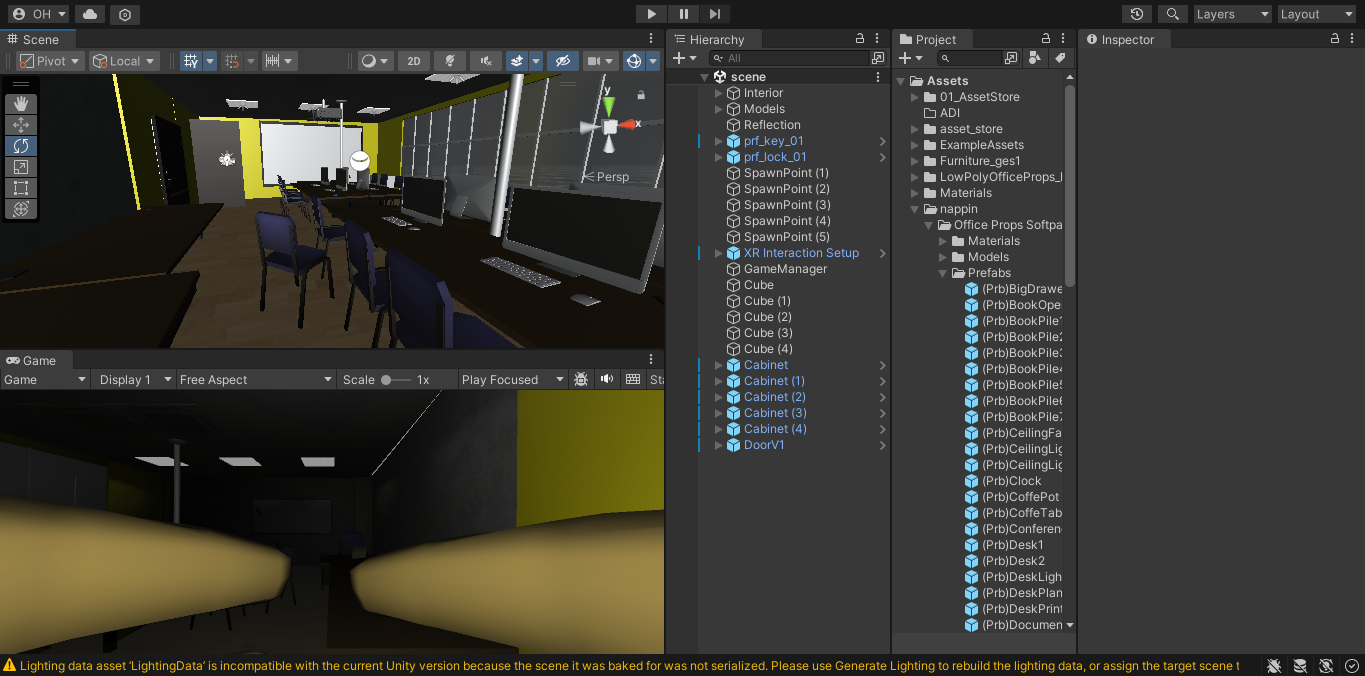 OH
Layers
Layout
Scene
Pivot
Local
2D
y
x
Persp
Game
Game
Display 1
Free Aspect
Scale
1x
Play Focused
Sta
Hierarchy
All
scene
Interior
Models
Reflection
prf_key_01
prf_lock_01
SpawnPoint (1)
SpawnPoint (2)
SpawnPoint (3)
SpawnPoint (4)
SpawnPoint (5)
XR Interaction Setup
GameManager
Cube
Cube (1)
Cube (2)
Cube (3)
Cube (4)
Cabinet
Cabinet (1)
Cabinet (2)
Cabinet (3)
Cabinet (4)
DoorV1
Project
Assets
01_AssetStore
ADI
asset_store
ExampleAssets
Furniture_ges1
LowPolyOfficeProps_
Materials
nappin
Office Props Softpa
Materials
Models
Prefabs
(Prb)BigDrawe
(Prb)BookOpe
(Prb)BookPile1
(Prb)BookPile2
(Prb)BookPile3
(Prb)BookPile4
(Prb)BookPile5
(Prb)BookPile6
(Prb)BookPile7
(Prb)CeilingFa
(Prb)CeilingLig
(Prb)CeilingLig
(Prb)Clock
(Prb)CoffePot
(Prb)CoffeTab
(Prb)Conferen
(Prb)Desk1
(Prb)Desk2
(Prb)DeskLigh
(Prb)DeskPlan
(Prb)DeskPrint
(Prb)Documen
Inspector
Lighting data asset ‘LightingData’ is incompatible with the current Unity version because the scene it was baked for was not serialized. Please use Generate Lighting to rebuild the lighting data, or assign the target scene t